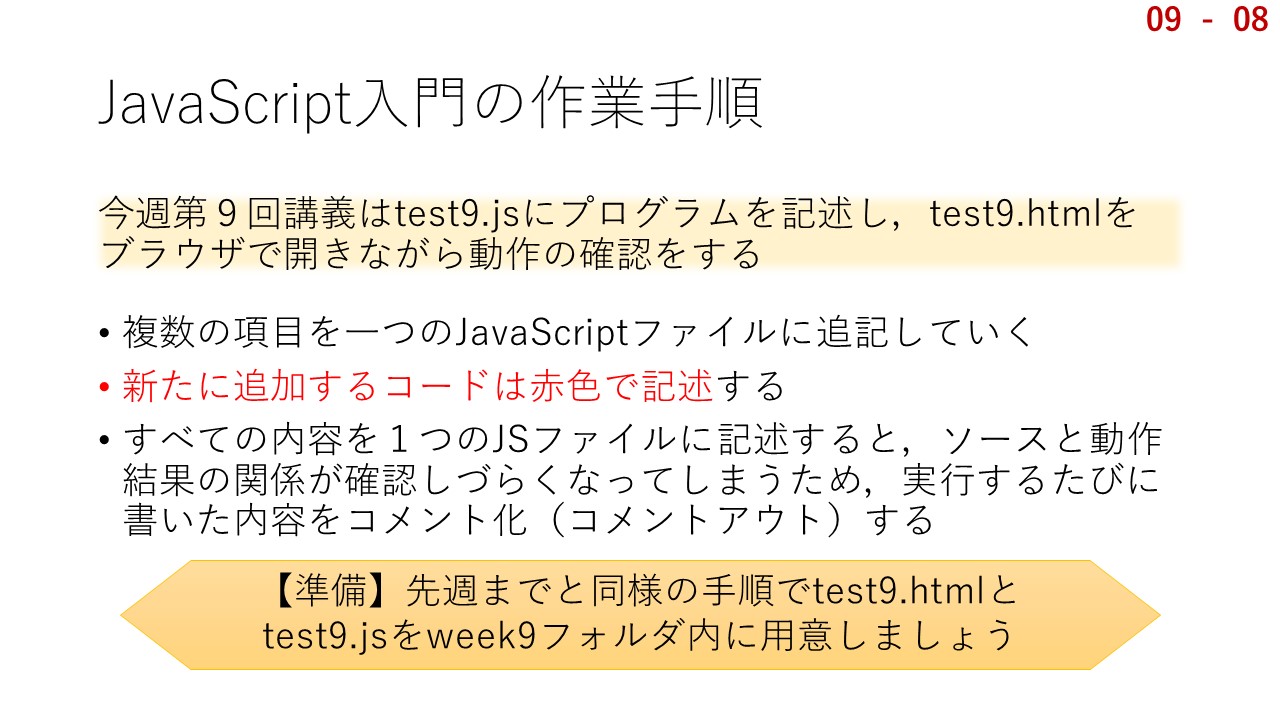 09 - 08
JavaScript入門の作業手順
今週第９回講義はtest9.jsにプログラムを記述し，test9.htmlを
ブラウザで開きながら動作の確認をする
• 複数の項目を一つのJavaScriptファイルに追記していく
• 新たに追加するコードは赤色で記述する
• すべての内容を１つのJSファイルに記述すると，ソースと動作
結果の関係が確認しづらくなってしまうため，実行するたびに
書いた内容をコメント化（コメントアウト）する
【準備】先週までと同様の手順でtest9.htmlと
test9.jsをweek9フォルダ内に用意しましょう